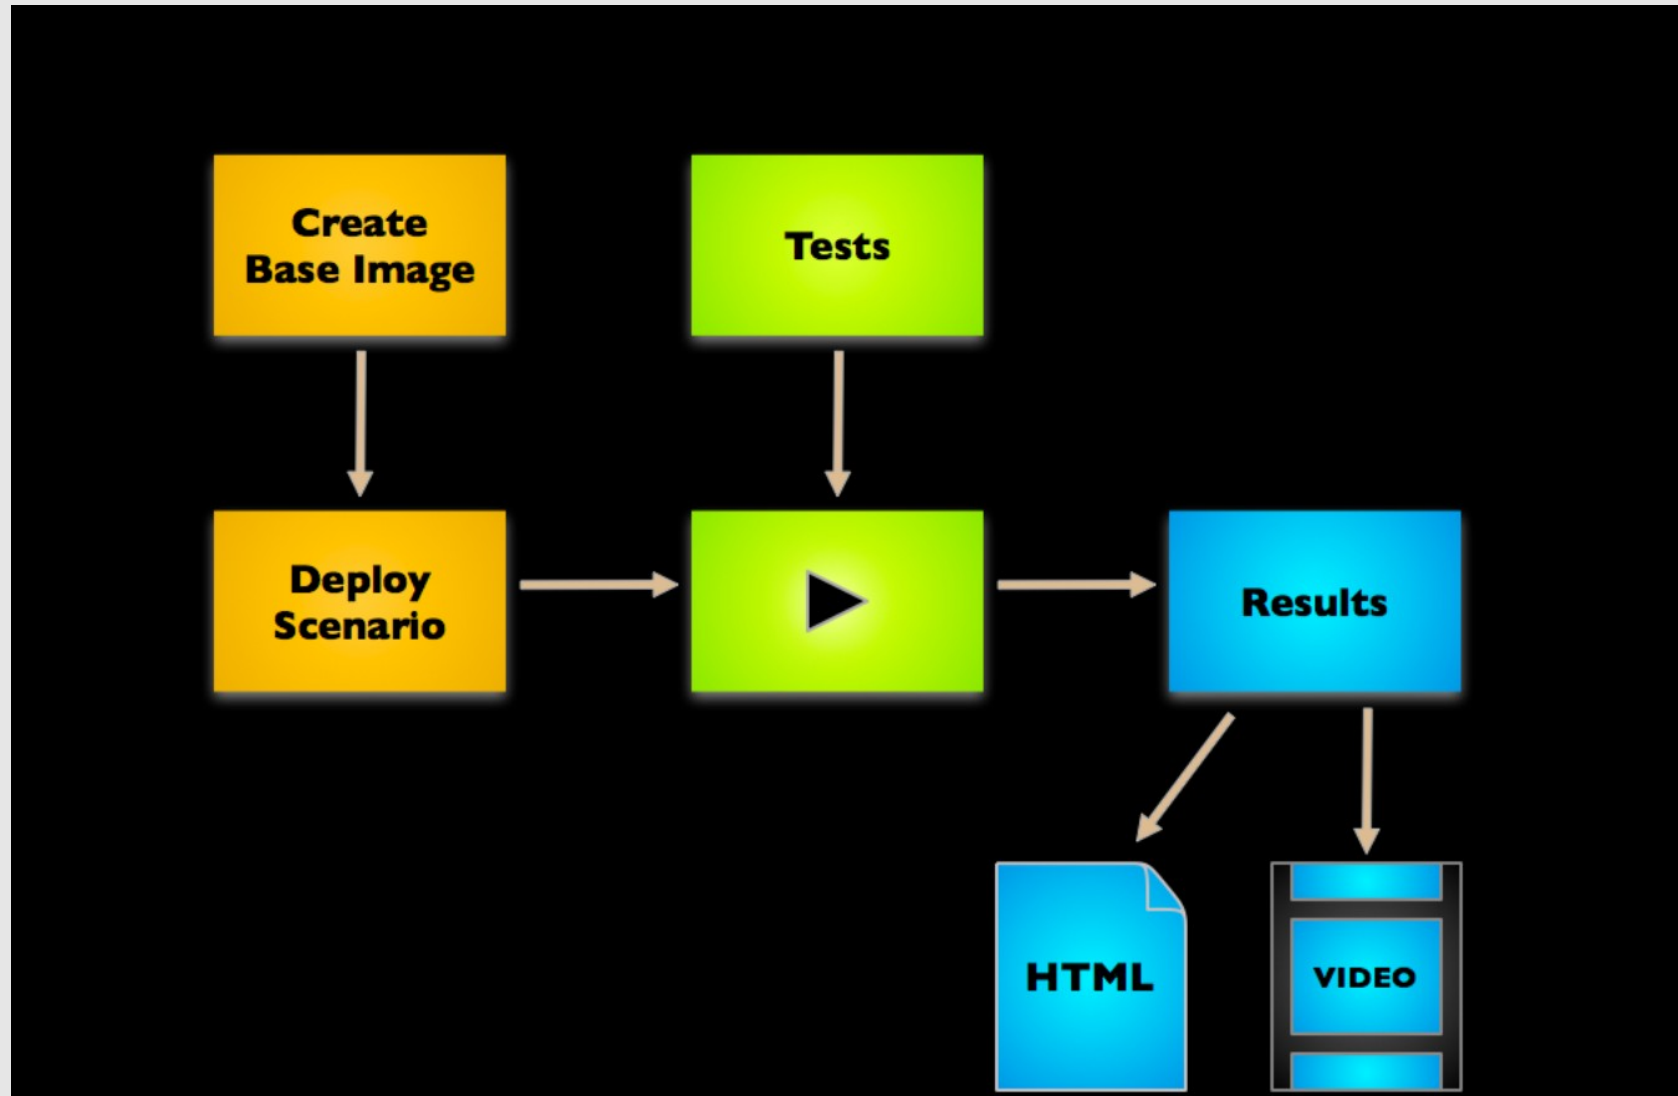 Create
Base Image
Tests
Deploy
Scenario
Results
HTML
VIDEO